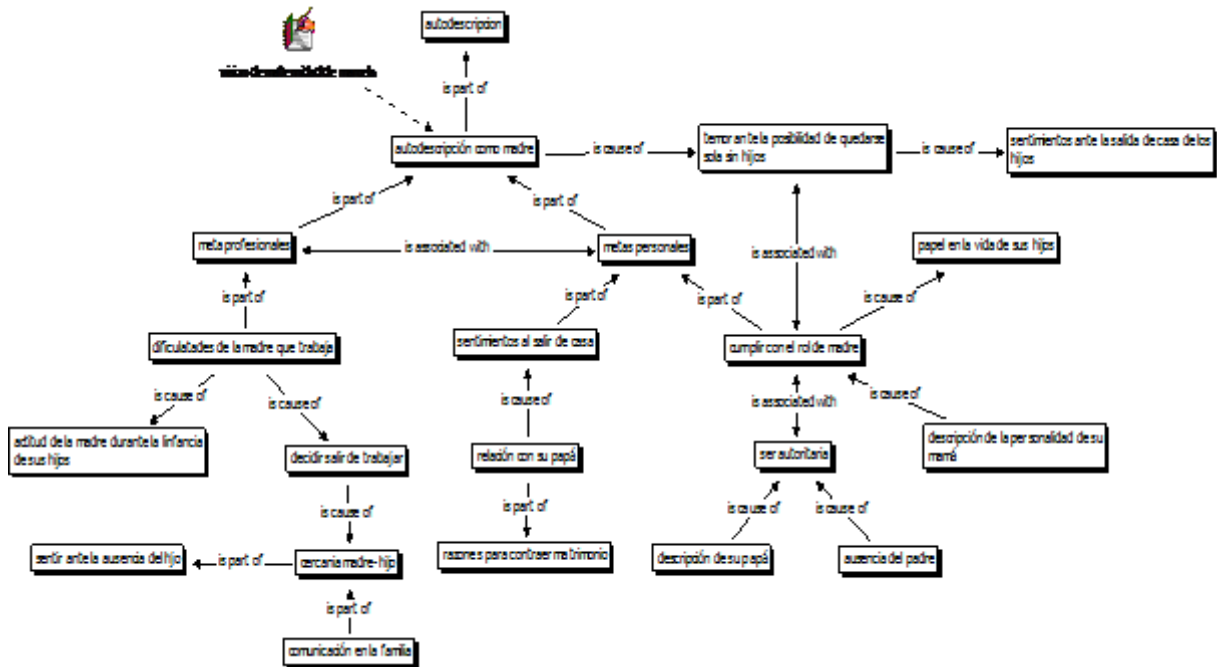 autodescripcion
is part of
autodescripción como madre
is cause of
temor ante la posibilidad de quedarse
sola sin hijos
is cause of
sentimientos ante la salida de casa de los
hijos
is part of
is part of
meta profesionales
is associated with
metas personales
is associated with
papel en la vida de sus hijos
is part of
is part of
is part of
is cause of
dificulatades de la madre que trabaja
sentimientos al salir de casa
cumplir con el rol de madre
is cause of
is cause of
is cause of
is associated with
is cause of
actitud de la madre durante la linfancia
de sus hijos
decidir salir de trabajar
relación con su papá
ser autoritaria
descripción de la personalidad de su
mamá
is cause of
is part of
is cause of
is cause of
sentir ante la ausencia del hijo
is part of
cercania madre-hijo
razones para contraer matrimonio
descripción de su papá
ausencia del padre
is part of
comunicación en la familia